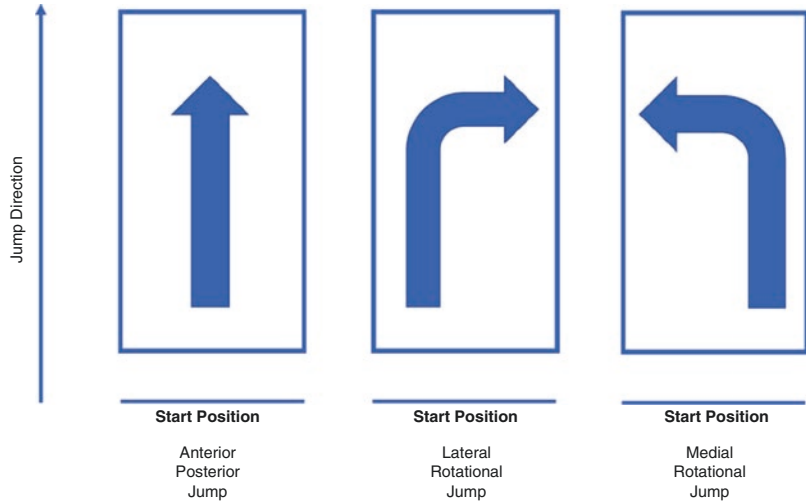 Jump Direction
Start Position
Anterior
Posterior
Jump
Start Position
Lateral
Rotational
Jump
Start Position
Medial
Rotational
Jump